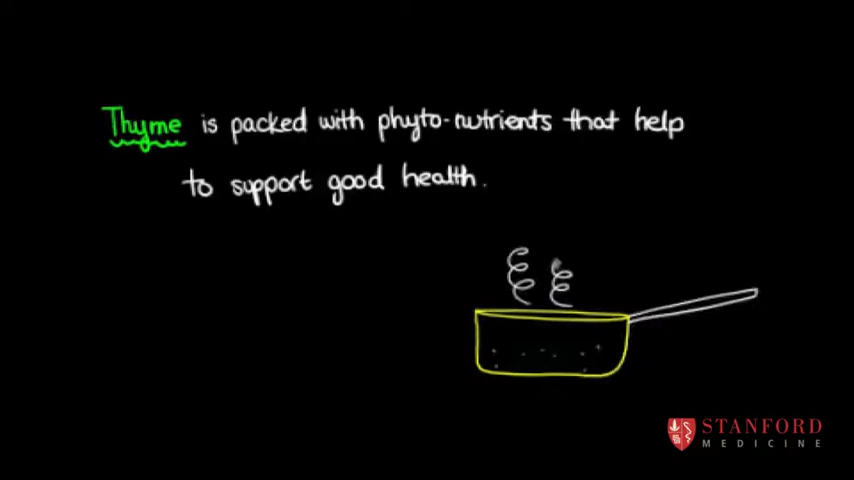 Thyme is packed with phyto-nutrients that help
to support good health.
STANFORD
MEDICINE